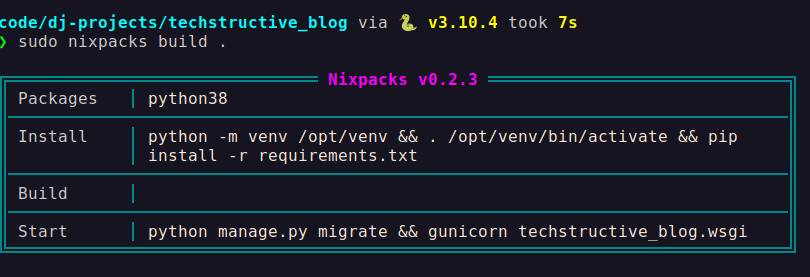 code/dj-projects/techstructive_blog via 🐍 v3.10.4 took 7s
❯ sudo nixpacks build .
Nixpacks v0.2.3
Packages | python38
Install | python -m venv /opt/venv && . /opt/venv/bin/activate && pip
install -r requirements.txt
Build |
Start | python manage.py migrate && gunicorn techstructive_blog.wsgi